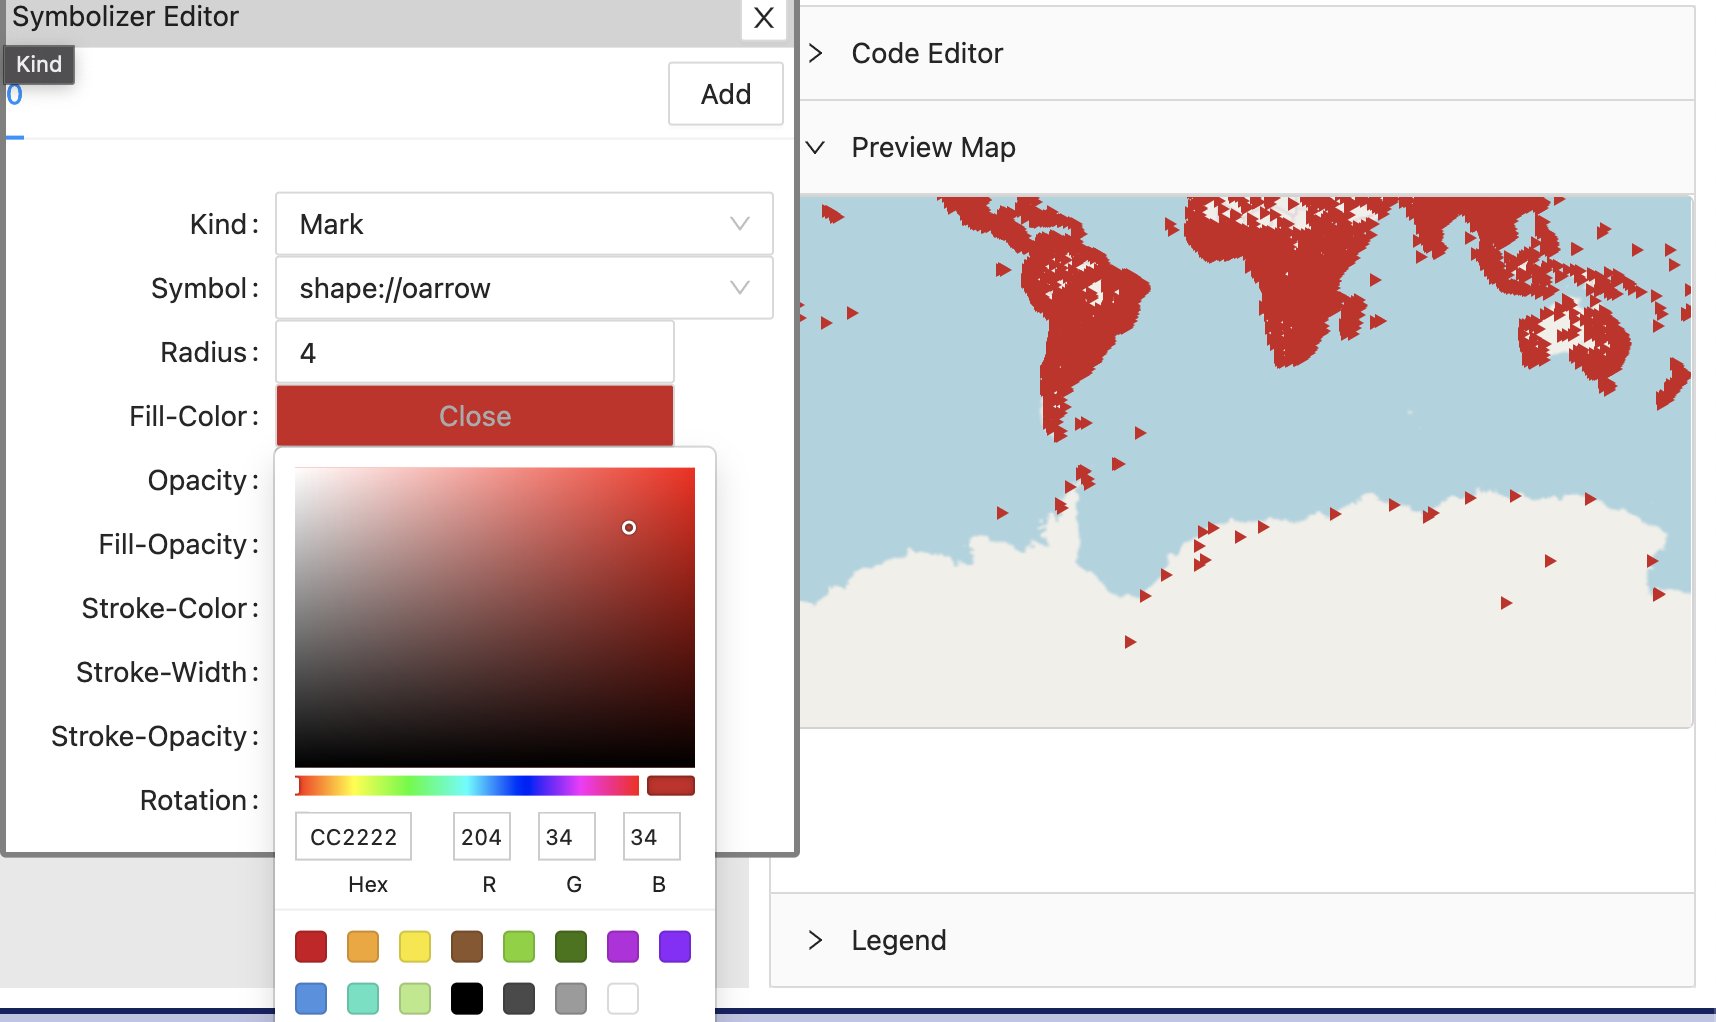 Symbolizer Editor
X
Kind
0
Add
Kind :
Mark
Symbol :
shape://oarrow
Radius :
4
Fill-Color :
Close
Opacity :
Fill-Opacity :
Stroke-Color :
Stroke-Width :
Stroke-Opacity :
Rotation :
CC2222
204
34
34
Hex
R
G
B
Code Editor
Preview Map
Legend